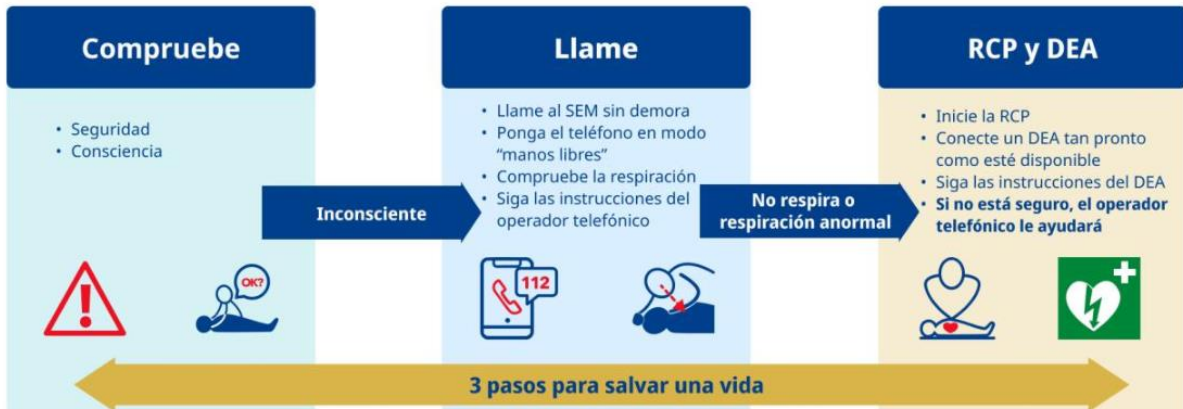 Compruebe
• Seguridad
• Consciencia
OK?
Inconsciente
Llame
• Llame al SEM sin demora
• Ponga el teléfono en modo
“manos libres”
• Compruebe la respiración
• Siga las instrucciones del
operador telefónico
112
No respira o
respiración anormal
RCP y DEA
• Inicie la RCP
• Conecte un DEA tan pronto
como esté disponible
• Siga las instrucciones del DEA
• Si no está seguro, el operador
telefónico le ayudará
3 pasos para salvar una vida